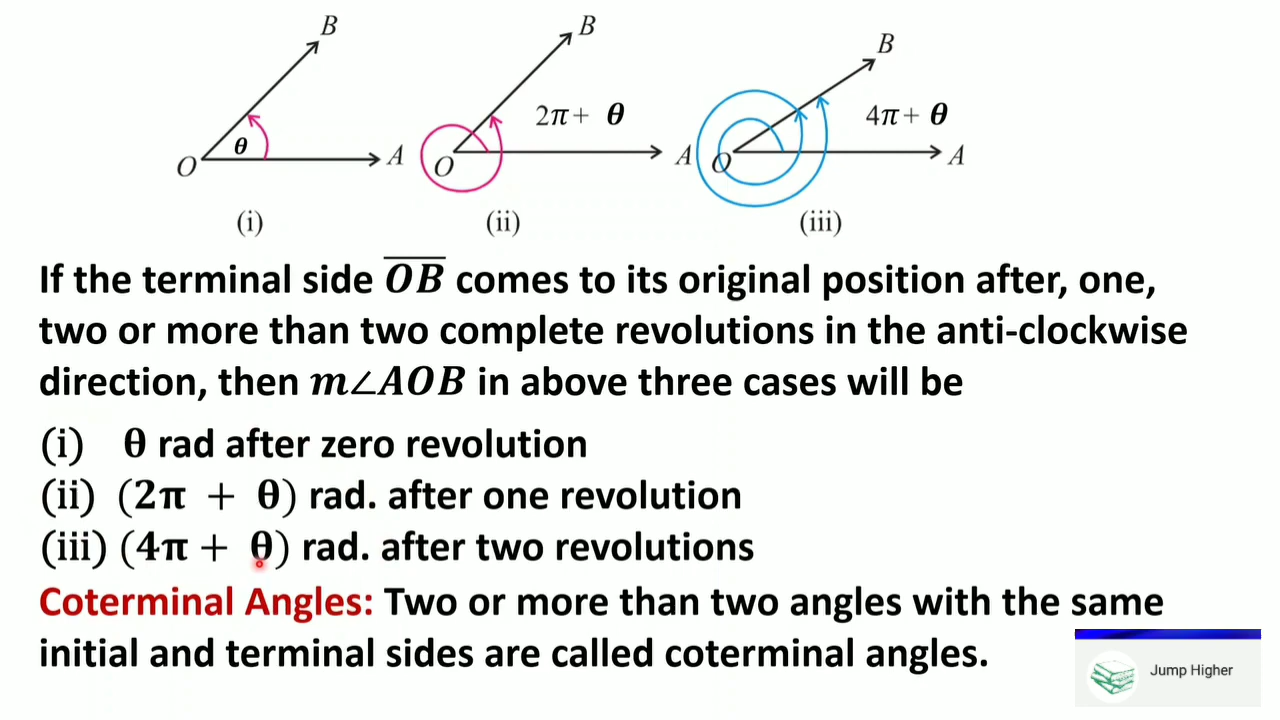 B
B
B
θ
2π + θ
4π + θ
O
A
O
A
O
A
(i)
(ii)
(iii)
If the terminal side OB comes to its original position after, one,
two or more than two complete revolutions in the anti-clockwise
direction, then m∠AOB in above three cases will be
(i) θ rad after zero revolution
(ii) (2π + θ) rad. after one revolution
(iii) (4π + θ) rad. after two revolutions
Coterminal Angles: Two or more than two angles with the same
initial and terminal sides are called coterminal angles.
Jump Higher